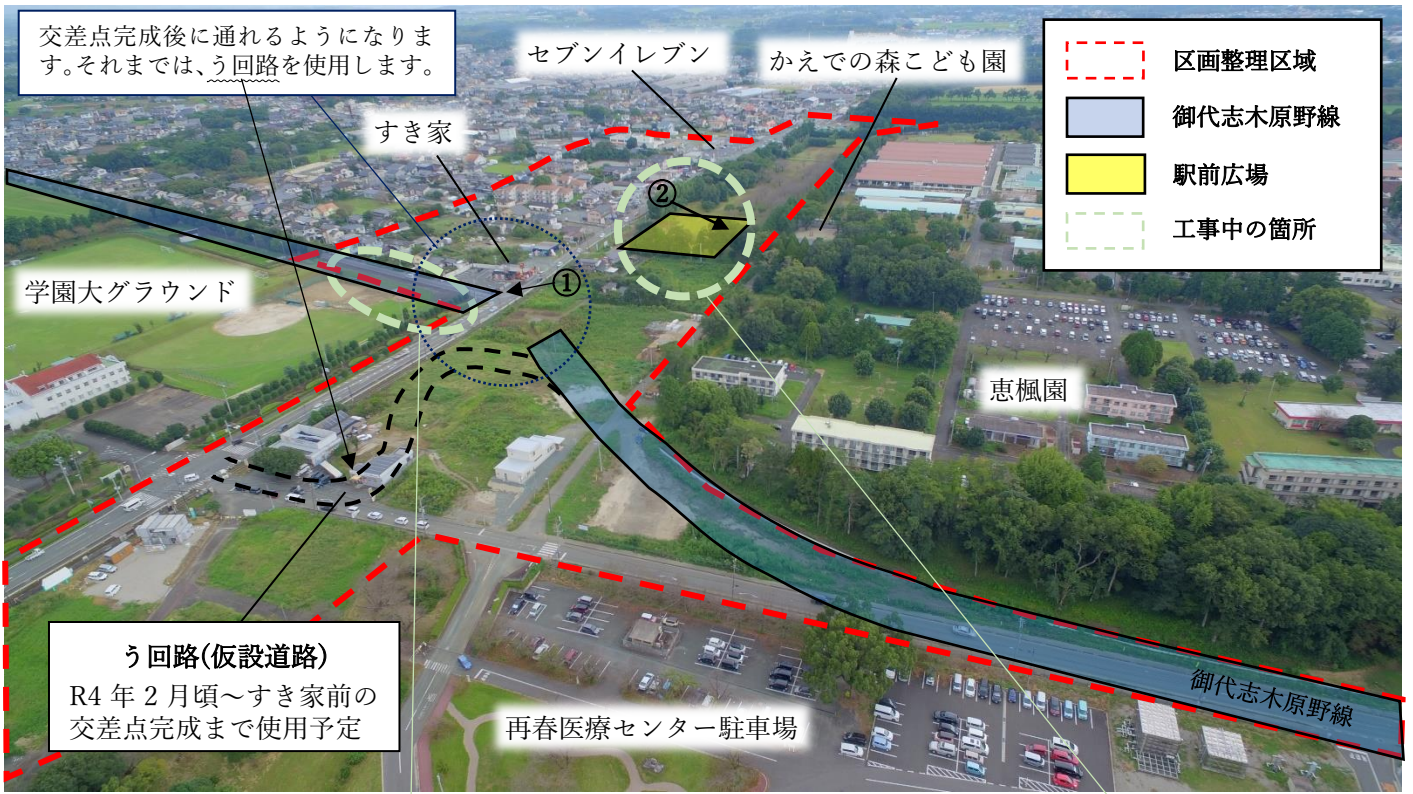 交差点完成後に通れるようになりま
す。それまでは、う回路を使用します。
セブンイレブン
かえでの森こども園
すき家
区画整理区域
御代志木原野線
駅前広場
工事中の箇所
②
①
学園大グラウンド
恵楓園
う回路(仮設道路)
R4 年 2 月頃～すき家前の
交差点完成まで使用予定
再春医療センター駐車場
御代志木原野線